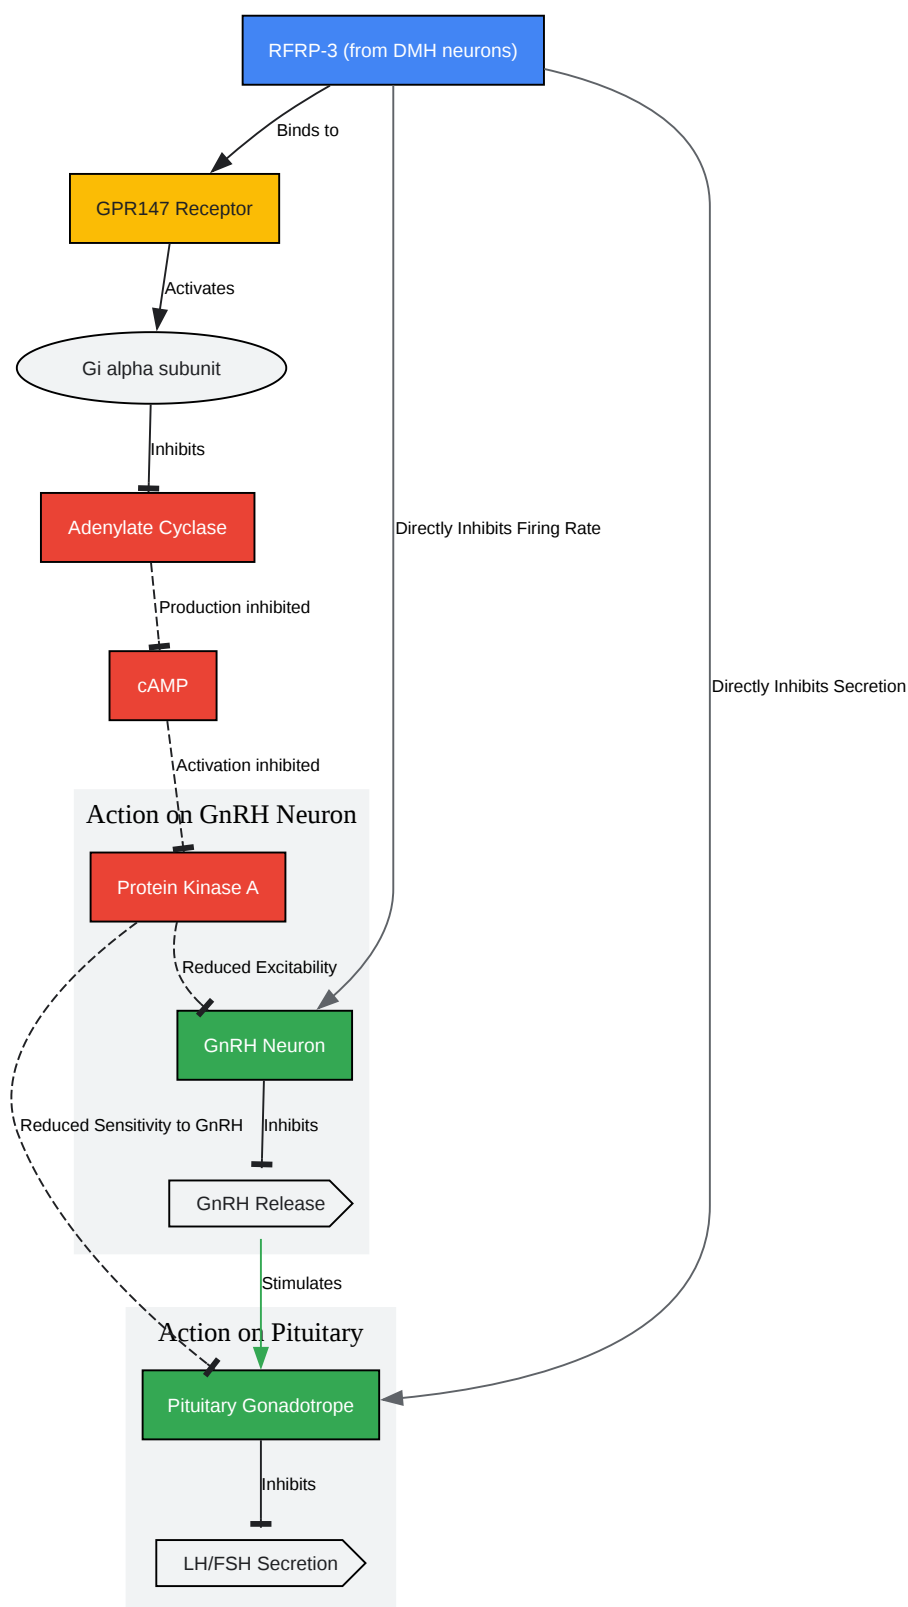 RFRP-3 (from DMH neurons)
Binds to
GPR147 Receptor
Activates
Gi alpha subunit
Inhibits
Adenylate Cyclase
Directly Inhibits Firing Rate
Production inhibited
cAMP
Directly Inhibits Secretion
Activation inhibited
Action on GnRH Neuron
Protein Kinase A
Reduced Excitability
GnRH Neuron
Reduced Sensitivity to GnRH
Inhibits
GnRH Release
Stimulates
Action on Pituitary
Pituitary Gonadotrope
Inhibits
LH/FSH Secretion